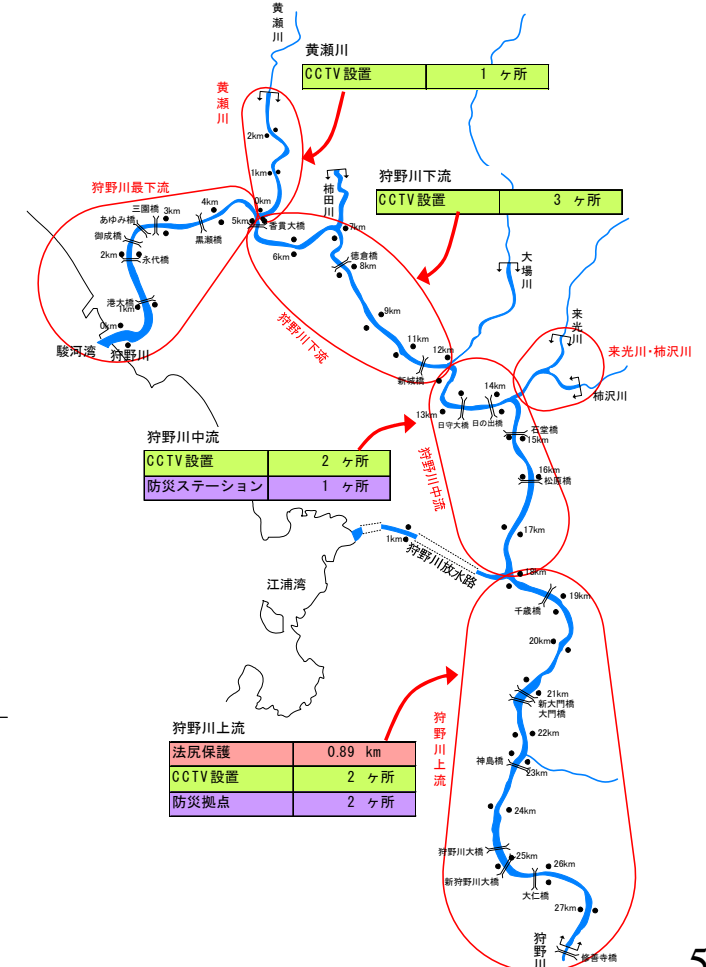 黄瀬川
黄瀬川
CCTV設置 1 ヶ所
黄瀬川
2km
1km
0km
狩野川最下流
三園橋
あゆみ橋
御成橋
3km
4km
5km
黒瀬橋
香貫大橋
2km
永代橋
港大橋
1km
0km
駿河湾
狩野川
柿田川
狩野川下流
CCTV設置 3 ヶ所
7km
6km
徳倉橋
8km
9km
狩野川下流
11km
12km
新城橋
大場川
来光川
来光川・柿沢川
柿沢川
14km
13km
日守大橋
日の出橋
石堂橋
15km
16km
松原橋
狩野川中流
狩野川中流
CCTV設置 2 ヶ所
防災ステーション 1 ヶ所
17km
1km
狩野川放水路
18km
江浦湾
19km
千歳橋
20km
21km
新大門橋
大門橋
22km
神島橋
23km
狩野川上流
狩野川上流
法尻保護 0.89 km
CCTV設置 2 ヶ所
防災拠点 2 ヶ所
24km
狩野川大橋
25km
新狩野川大橋
26km
大仁橋
27km
狩野川
修善寺橋
5